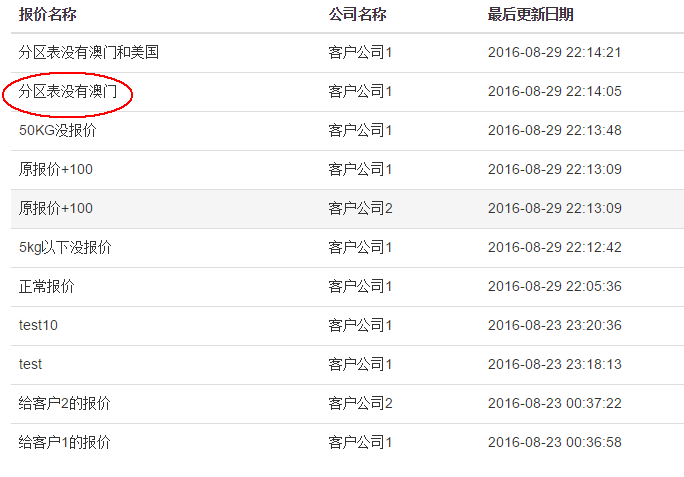 报价名称 公司名称 最后更新日期
分区表没有澳门和美国 客户公司1 2016-08-29 22:14:21
分区表没有澳门 客户公司1 2016-08-29 22:14:05
50KG没报价 客户公司1 2016-08-29 22:13:48
原报价+100 客户公司1 2016-08-29 22:13:09
原报价+100 客户公司2 2016-08-29 22:13:09
5kg以下没报价 客户公司1 2016-08-29 22:12:42
正常报价 客户公司1 2016-08-29 22:05:36
test10 客户公司1 2016-08-23 23:20:36
test 客户公司1 2016-08-23 23:18:13
给客户2的报价 客户公司2 2016-08-23 00:37:22
给客户1的报价 客户公司1 2016-08-23 00:36:58